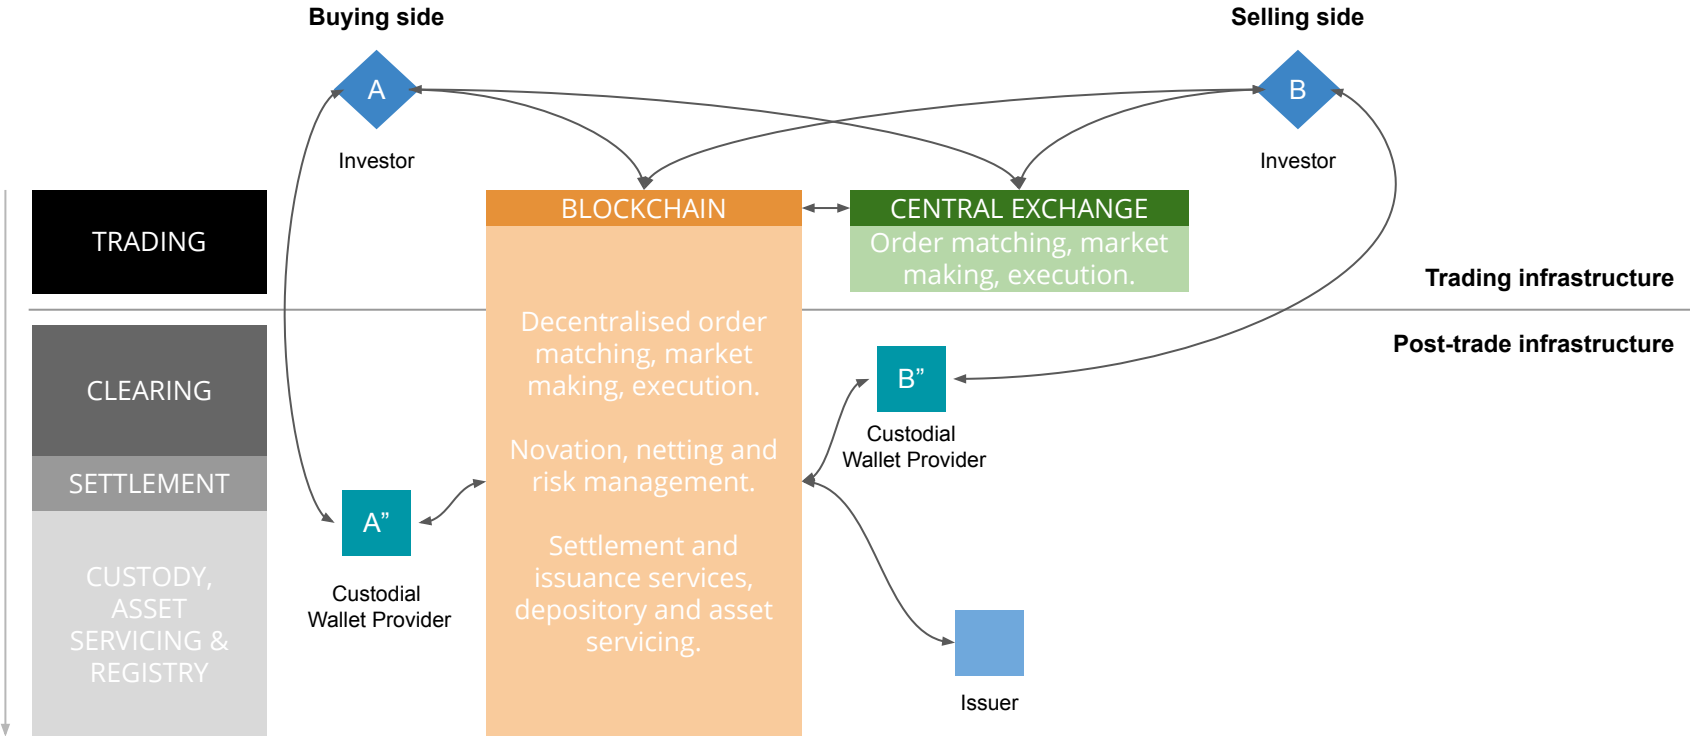 Buying side
Selling side
A
B
Investor
Investor
TRADING
BLOCKCHAIN
CENTRAL EXCHANGE
Order matching, market
making, execution.
Trading infrastructure
Post-trade infrastructure
CLEARING
SETTLEMENT
CUSTODY,
ASSET
SERVICING &
REGISTRY
Decentralised order
matching, market
making, execution.
Novation, netting and
risk management.
Settlement and
issuance services,
depository and asset
servicing.
B”
Custodial
Wallet Provider
A”
Custodial
Wallet Provider
Issuer